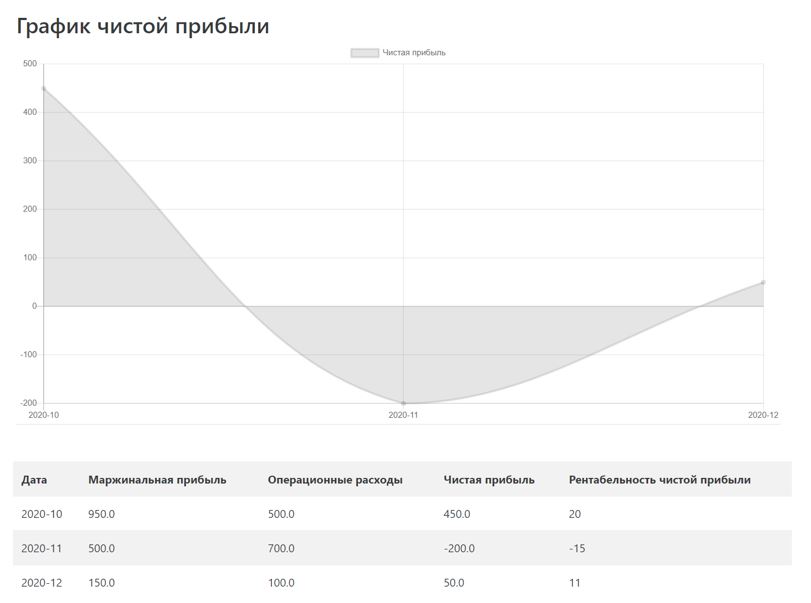 График чистой прибыли
Чистая прибыль
500
400
300
200
100
0
-100
-200
2020-10 2020-11 2020-12
Дата Маржинальная прибыль Операционные расходы Чистая прибыль Рентабельность чистой прибыли
2020-10 950.0 500.0 450.0 20
2020-11 500.0 700.0 -200.0 -15
2020-12 150.0 100.0 50.0 11